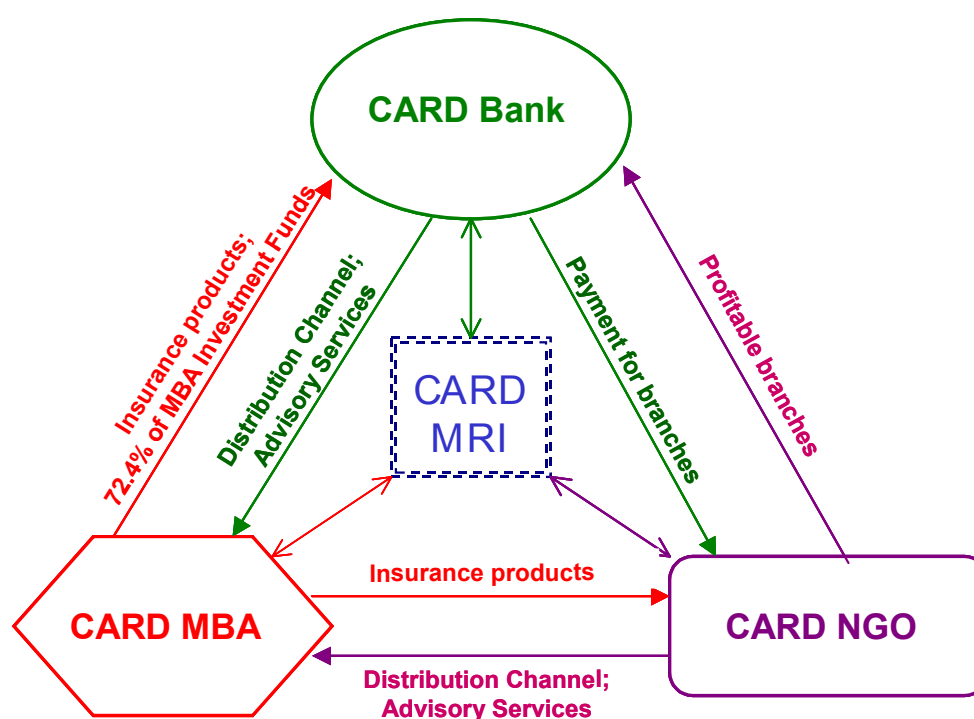 CARD Bank
Insurance products;
72.4% of MBA Investment Funds
Distribution Channel;
Advisory Services
Payment for branches
Profitable branches
CARD
MRI
Insurance products
CARD MBA
CARD NGO
Distribution Channel;
Advisory Services